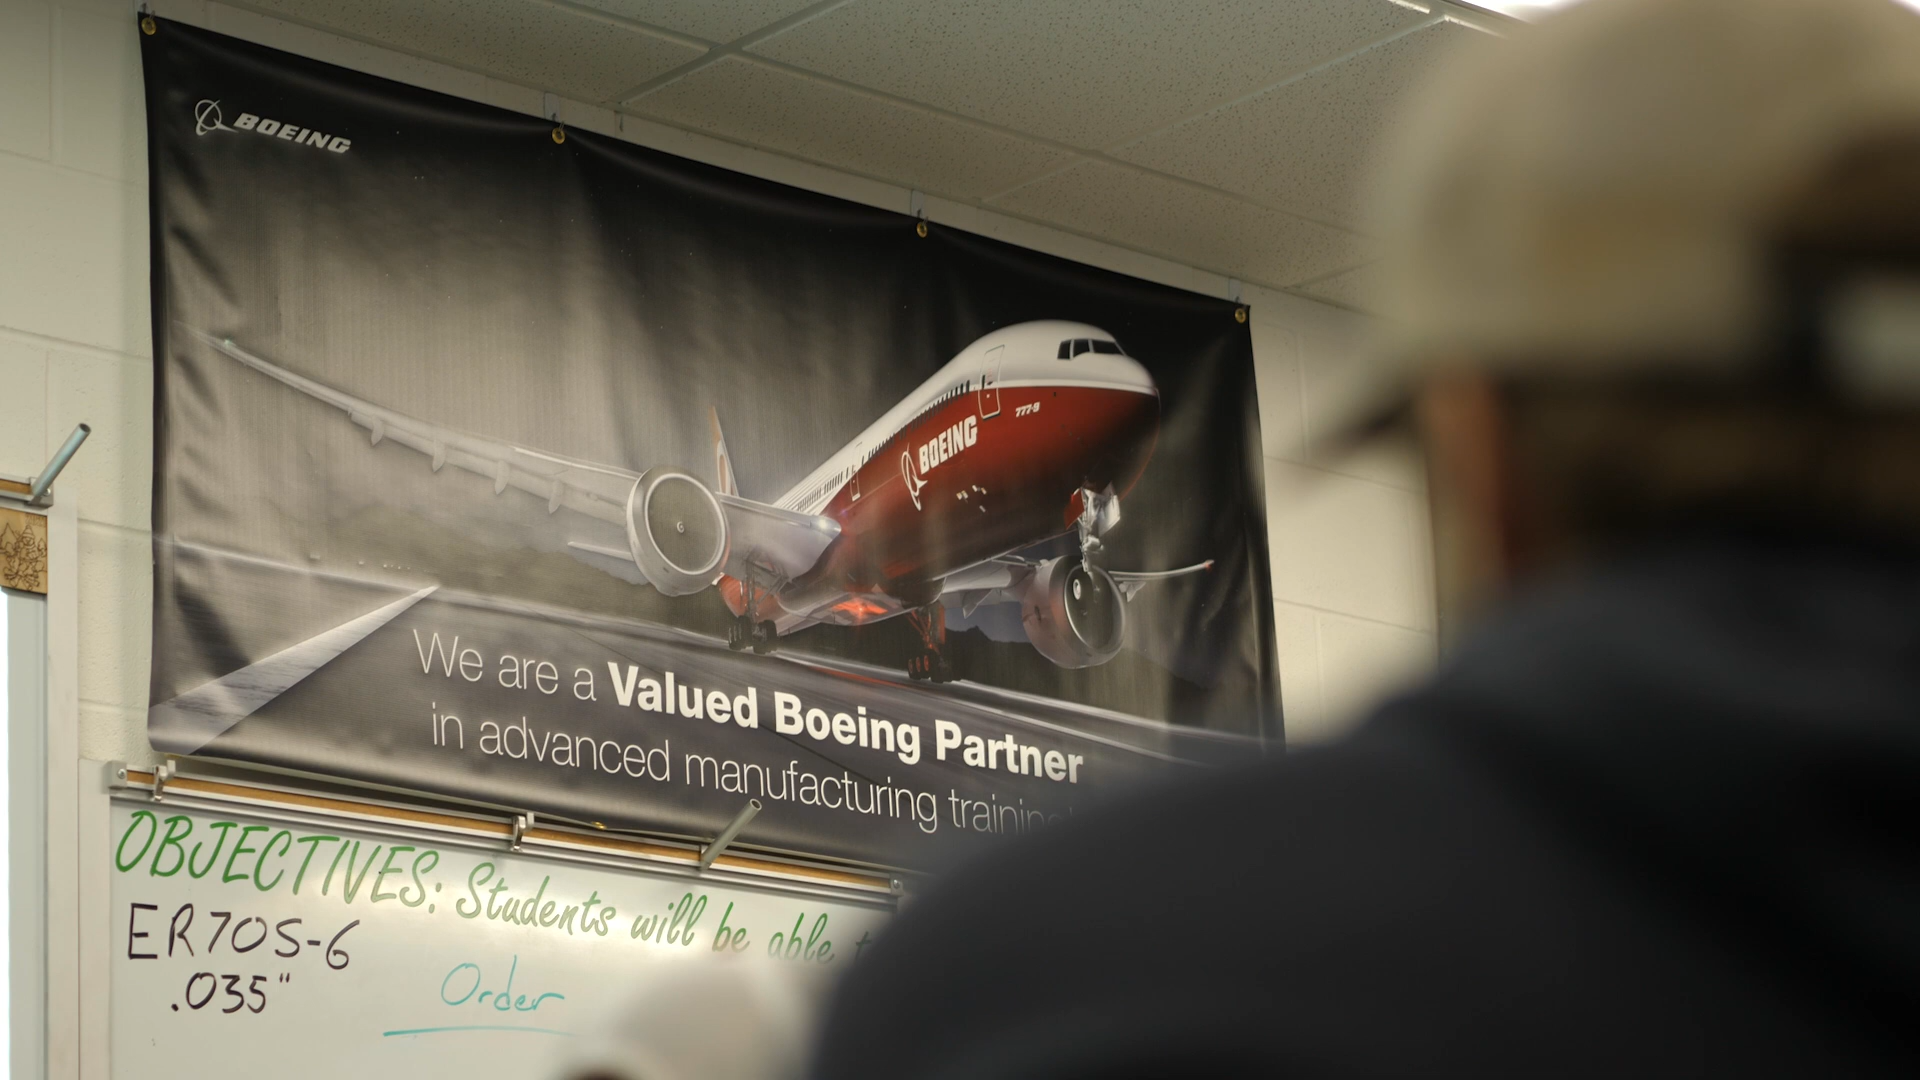 BOEING
777-9
BOEING
We are a Valued Boeing Partner
in advanced manufacturing training
OBJECTIVES: Students will be able
ER70S-6
.035"
Order